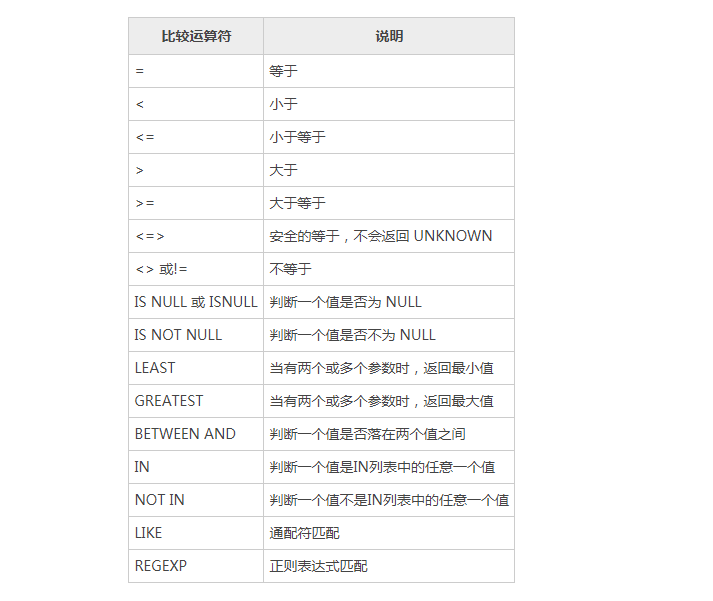 比较运算符 说明
= 等于
< 小于
<= 小于等于
> 大于
>= 大于等于
<=> 安全的等于，不会返回 UNKNOWN
<> 或!= 不等于
IS NULL 或 ISNULL 判断一个值是否为 NULL
IS NOT NULL 判断一个值是否不为 NULL
LEAST 当有两个或多个参数时，返回最小值
GREATEST 当有两个或多个参数时，返回最大值
BETWEEN AND 判断一个值是否落在两个值之间
IN 判断一个值是IN列表中的任意一个值
NOT IN 判断一个值不是IN列表中的任意一个值
LIKE 通配符匹配
REGEXP 正则表达式匹配